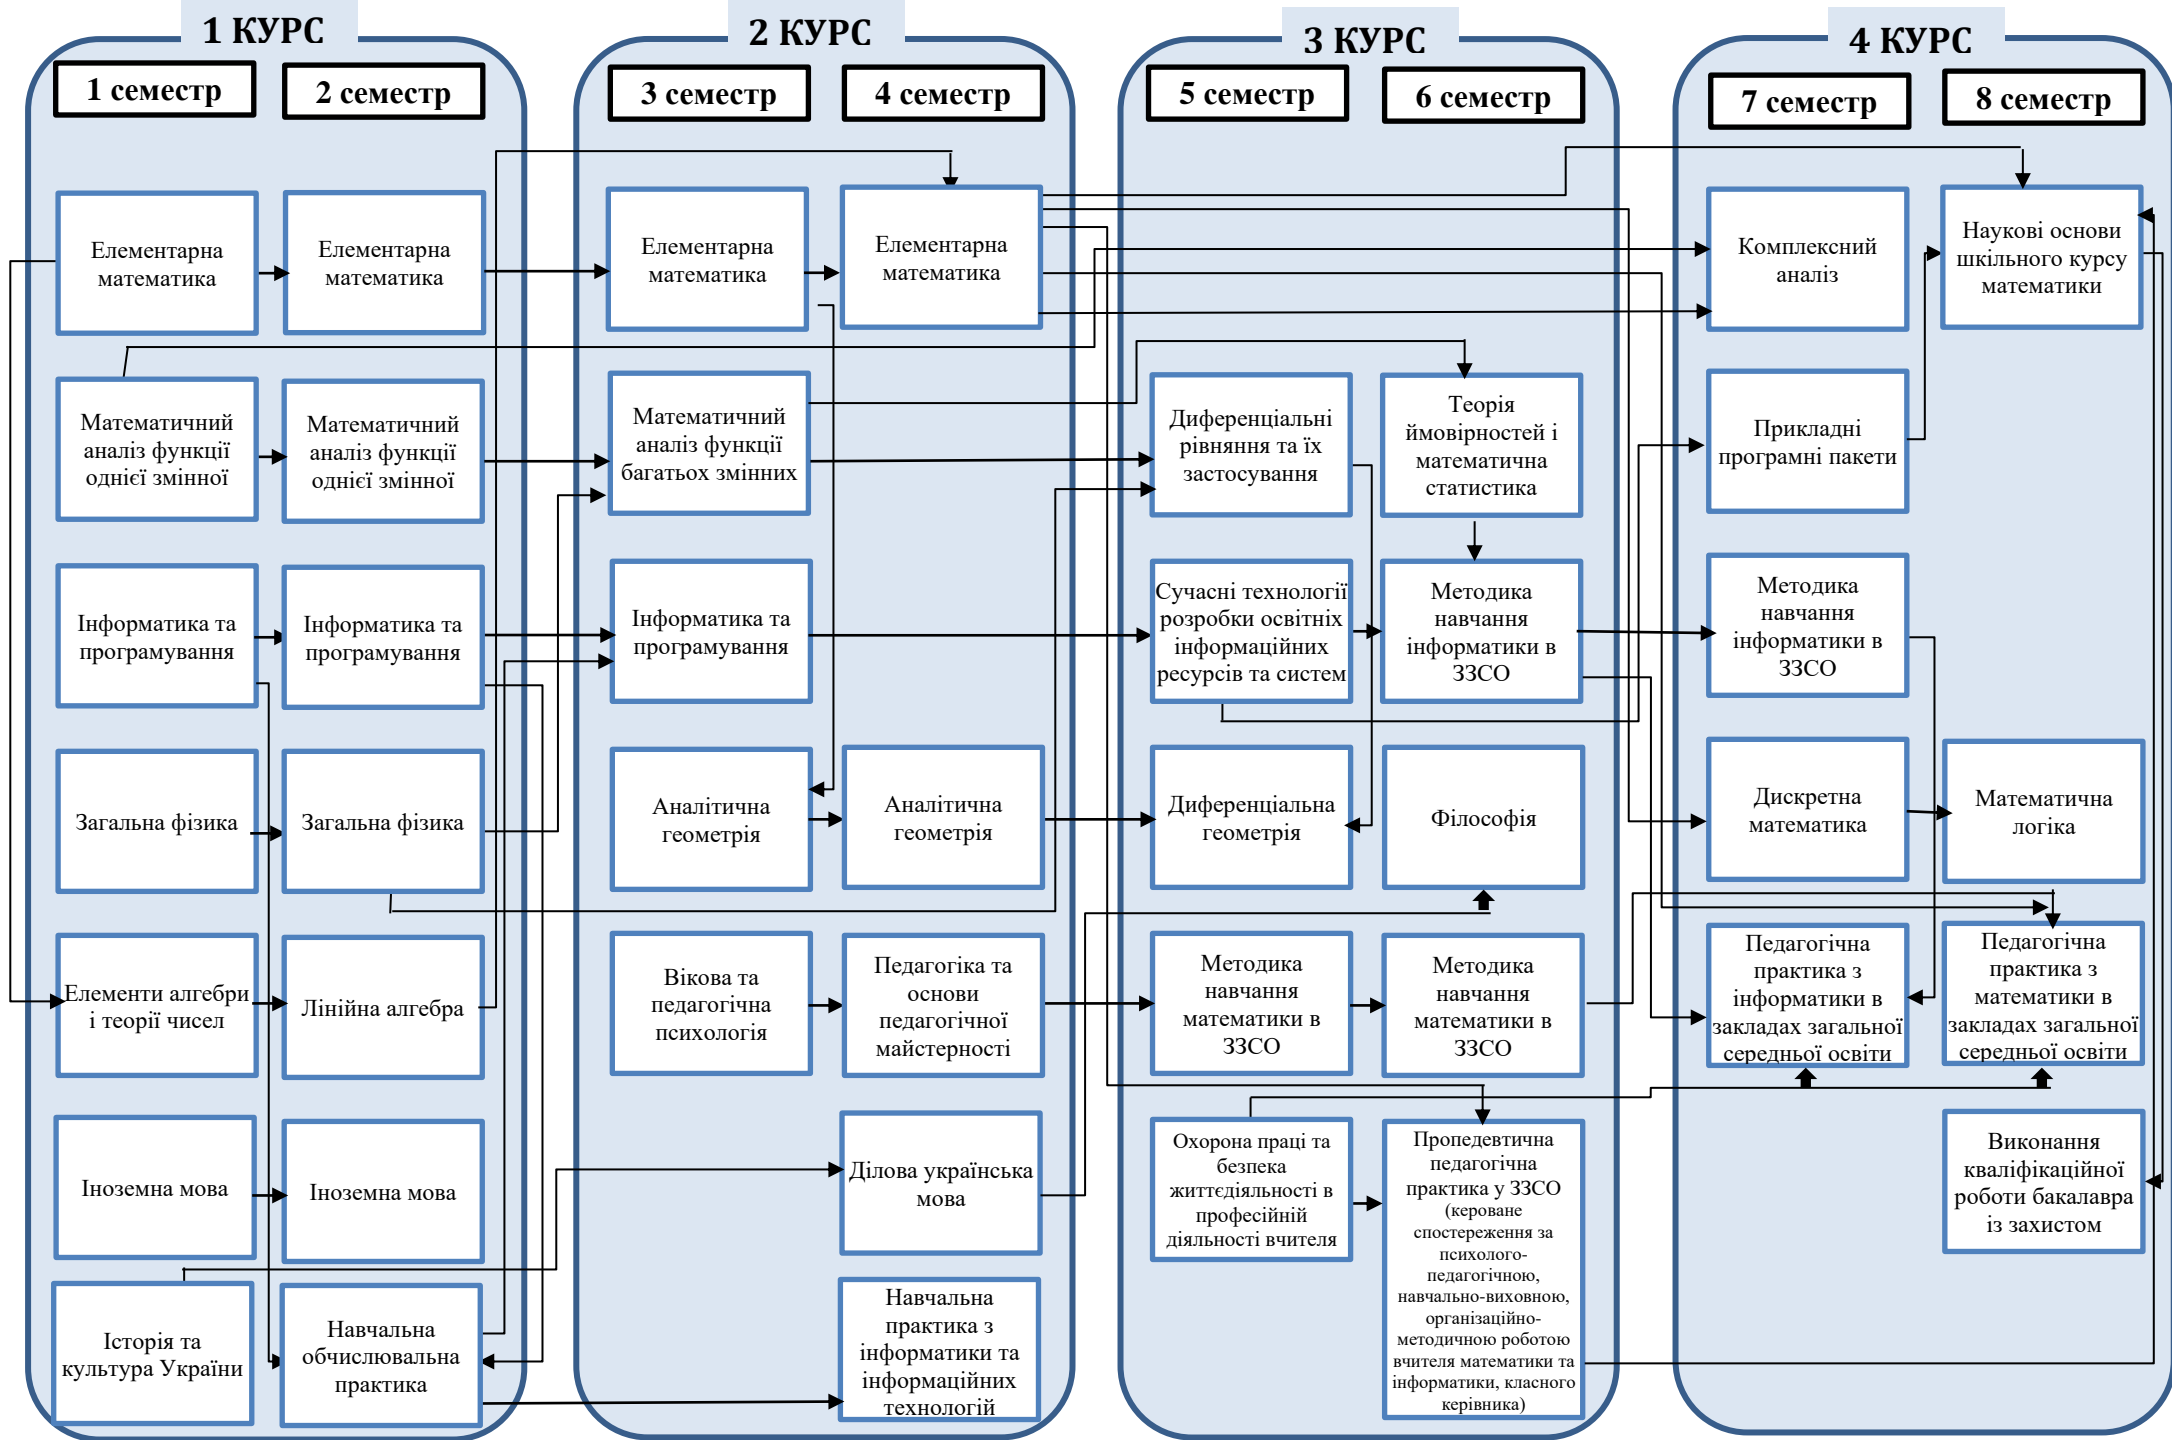 1 КУРС
1 семестр
2 семестр
Елементарна
математика
Елементарна
математика
Математичний
аналіз функції
однієї змінної
Математичний
аналіз функції
однієї змінної
Інформатика та
програмування
Інформатика та
програмування
Загальна фізика
Загальна фізика
Елементи алгебри
і теорії чисел
Лінійна алгебра
Іноземна мова
Іноземна мова
Історія та
культура України
Навчальна
обчислювальна
практика
2 КУРС
3 семестр
4 семестр
Елементарна
математика
Елементарна
математика
Математичний
аналіз функції
багатьох змінних
Інформатика та
програмування
Аналітична
геометрія
Аналітична
геометрія
Вікова та
педагогічна
психологія
Педагогіка та
основи
педагогічної
майстерності
Ділова українська
мова
Навчальна
практика з
інформатики та
інформаційних
технологій
3 КУРС
5 семестр
6 семестр
Диференціальні
рівняння та їх
застосування
Теорія
ймовірностей і
математична
статистика
Сучасні технології
розробки освітніх
інформаційних
ресурсів та систем
Методика
навчання
інформатики в
ЗЗСО
Диференціальна
геометрія
Філософія
Методика
навчання
математики в
ЗЗСО
Методика
навчання
математики в
ЗЗСО
Охорона праці та
безпека
життєдіяльності в
професійній
діяльності вчителя
Пропедевтична
педагогічна
практика у ЗЗСО
(кероване
спостереження за
психолого-
педагогічною,
навчально-виховною,
організаційно-
методичною роботою
вчителя математики та
інформатики, класного
керівника)
4 КУРС
7 семестр
8 семестр
Комплексний
аналіз
Наукові основи
шкільного курсу
математики
Прикладні
програмні пакети
Методика
навчання
інформатики в
ЗЗСО
Дискретна
математика
Математична
логіка
Педагогічна
практика з
інформатики в
закладах загальної
середньої освіти
Педагогічна
практика з
математики в
закладах загальної
середньої освіти
Виконання
кваліфікаційної
роботи бакалавра
із захистом